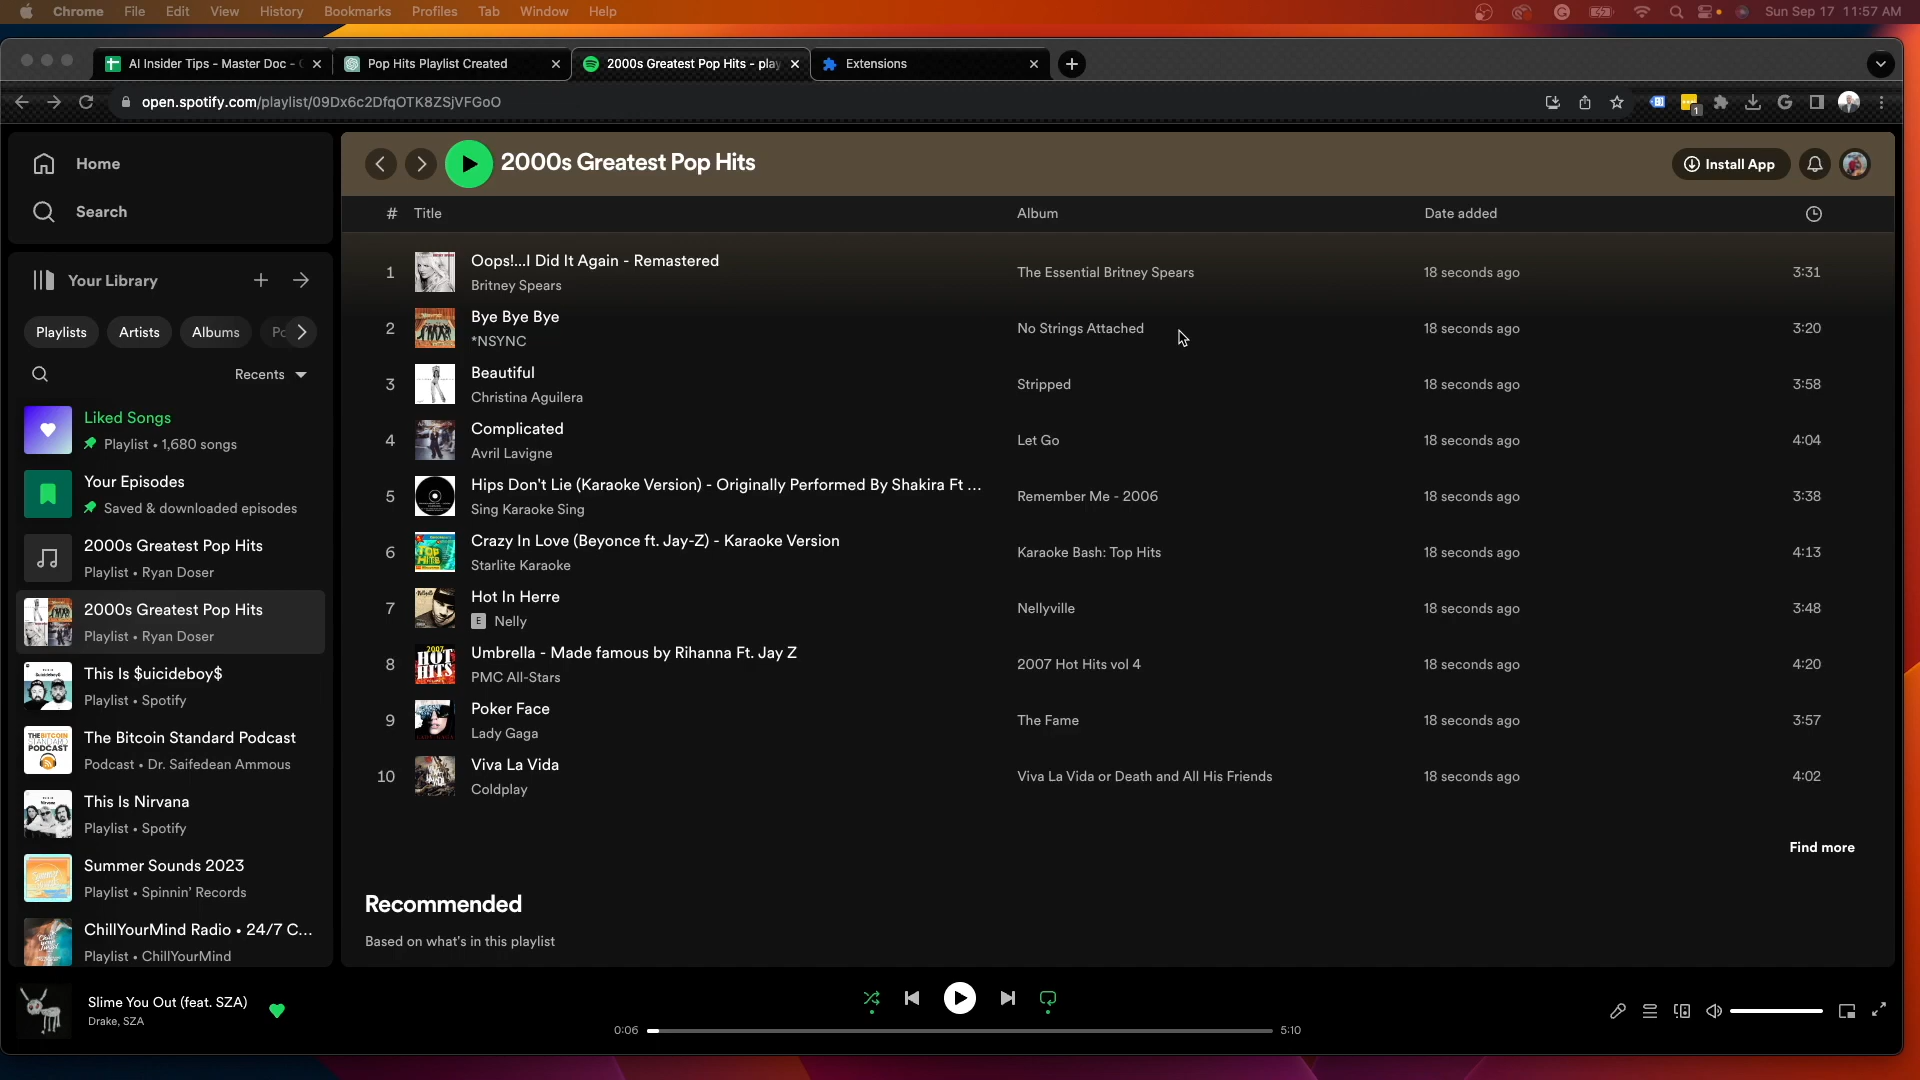 Chrome File Edit View History Bookmarks Profiles Tab Window Help
Sun Sep 17 11:57 AM
AI Insider Tips - Master Doc -
Pop Hits Playlist Created
2000s Greatest Pop Hits - play
Extensions
open.spotify.com/playlist/09Dx6c2DfqOTK8ZSjVFGoO
1
Home
Search
Your Library
Playlists
Artists
Albums
Po
Recents
Liked Songs
Playlist • 1,680 songs
Your Episodes
Saved & downloaded episodes
2000s Greatest Pop Hits
Playlist • Ryan Doser
2000s Greatest Pop Hits
Playlist • Ryan Doser
This Is $uicideboy$
Playlist • Spotify
THE BITCOIN
STANDARD
PODCAST
The Bitcoin Standard Podcast
Podcast • Dr. Saifedean Ammous
This Is Nirvana
Playlist • Spotify
Summer Sounds 2023
Playlist • Spinnin' Records
ChillYourMind Radio • 24/7 C...
Playlist • ChillYourMind
2000s Greatest Pop Hits
Install App
# Title Album Date added
1 Oops!...I Did It Again - Remastered
Britney Spears
The Essential Britney Spears 18 seconds ago 3:31
2 Bye Bye Bye
*NSYNC
No Strings Attached 18 seconds ago 3:20
3 Beautiful
Christina Aguilera
Stripped 18 seconds ago 3:58
4 Complicated
Avril Lavigne
Let Go 18 seconds ago 4:04
5 Hips Don't Lie (Karaoke Version) - Originally Performed By Shakira Ft ...
Sing Karaoke Sing
Remember Me - 2006 18 seconds ago 3:38
6 Crazy In Love (Beyonce ft. Jay-Z) - Karaoke Version
Starlite Karaoke
Karaoke Bash: Top Hits 18 seconds ago 4:13
7 Hot In Herre
E Nelly
Nellyville 18 seconds ago 3:48
2007
HOT
HITS
8 Umbrella - Made famous by Rihanna Ft. Jay Z
PMC All-Stars
2007 Hot Hits vol 4 18 seconds ago 4:20
9 Poker Face
Lady Gaga
The Fame 18 seconds ago 3:57
10 Viva La Vida
Coldplay
Viva La Vida or Death and All His Friends 18 seconds ago 4:02
Find more
Recommended
Based on what's in this playlist
Slime You Out (feat. SZA)
Drake, SZA
0:06
5:10